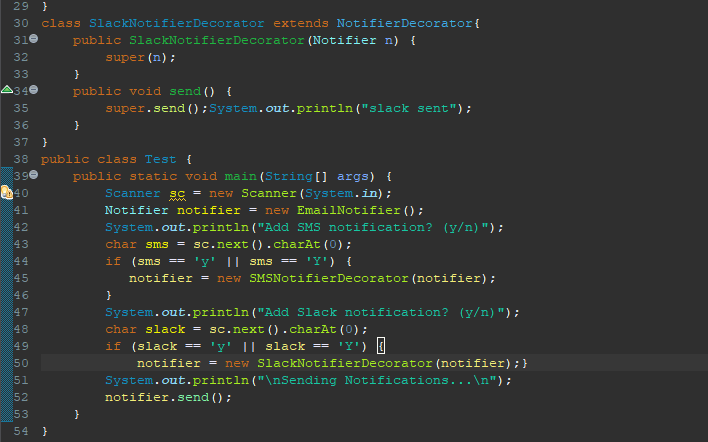 29 }
30 class SlackNotifierDecorator extends NotifierDecorator{
31     public SlackNotifierDecorator(Notifier n) {
32         super(n);
33     }
34     public void send() {
35         super.send();System.out.println("slack sent");
36     }
37 }
38 public class Test {
39     public static void main(String[] args) {
40         Scanner sc = new Scanner(System.in);
41         Notifier notifier = new EmailNotifier();
42         System.out.println("Add SMS notification? (y/n)");
43         char sms = sc.next().charAt(0);
44         if (sms == 'y' || sms == 'Y') {
45            notifier = new SMSNotifierDecorator(notifier);
46         }
47         System.out.println("Add Slack notification? (y/n)");
48         char slack = sc.next().charAt(0);
49         if (slack == 'y' || slack == 'Y') {
50             notifier = new SlackNotifierDecorator(notifier);}
51         System.out.println("\nSending Notifications...\n");
52         notifier.send();
53     }
54 }